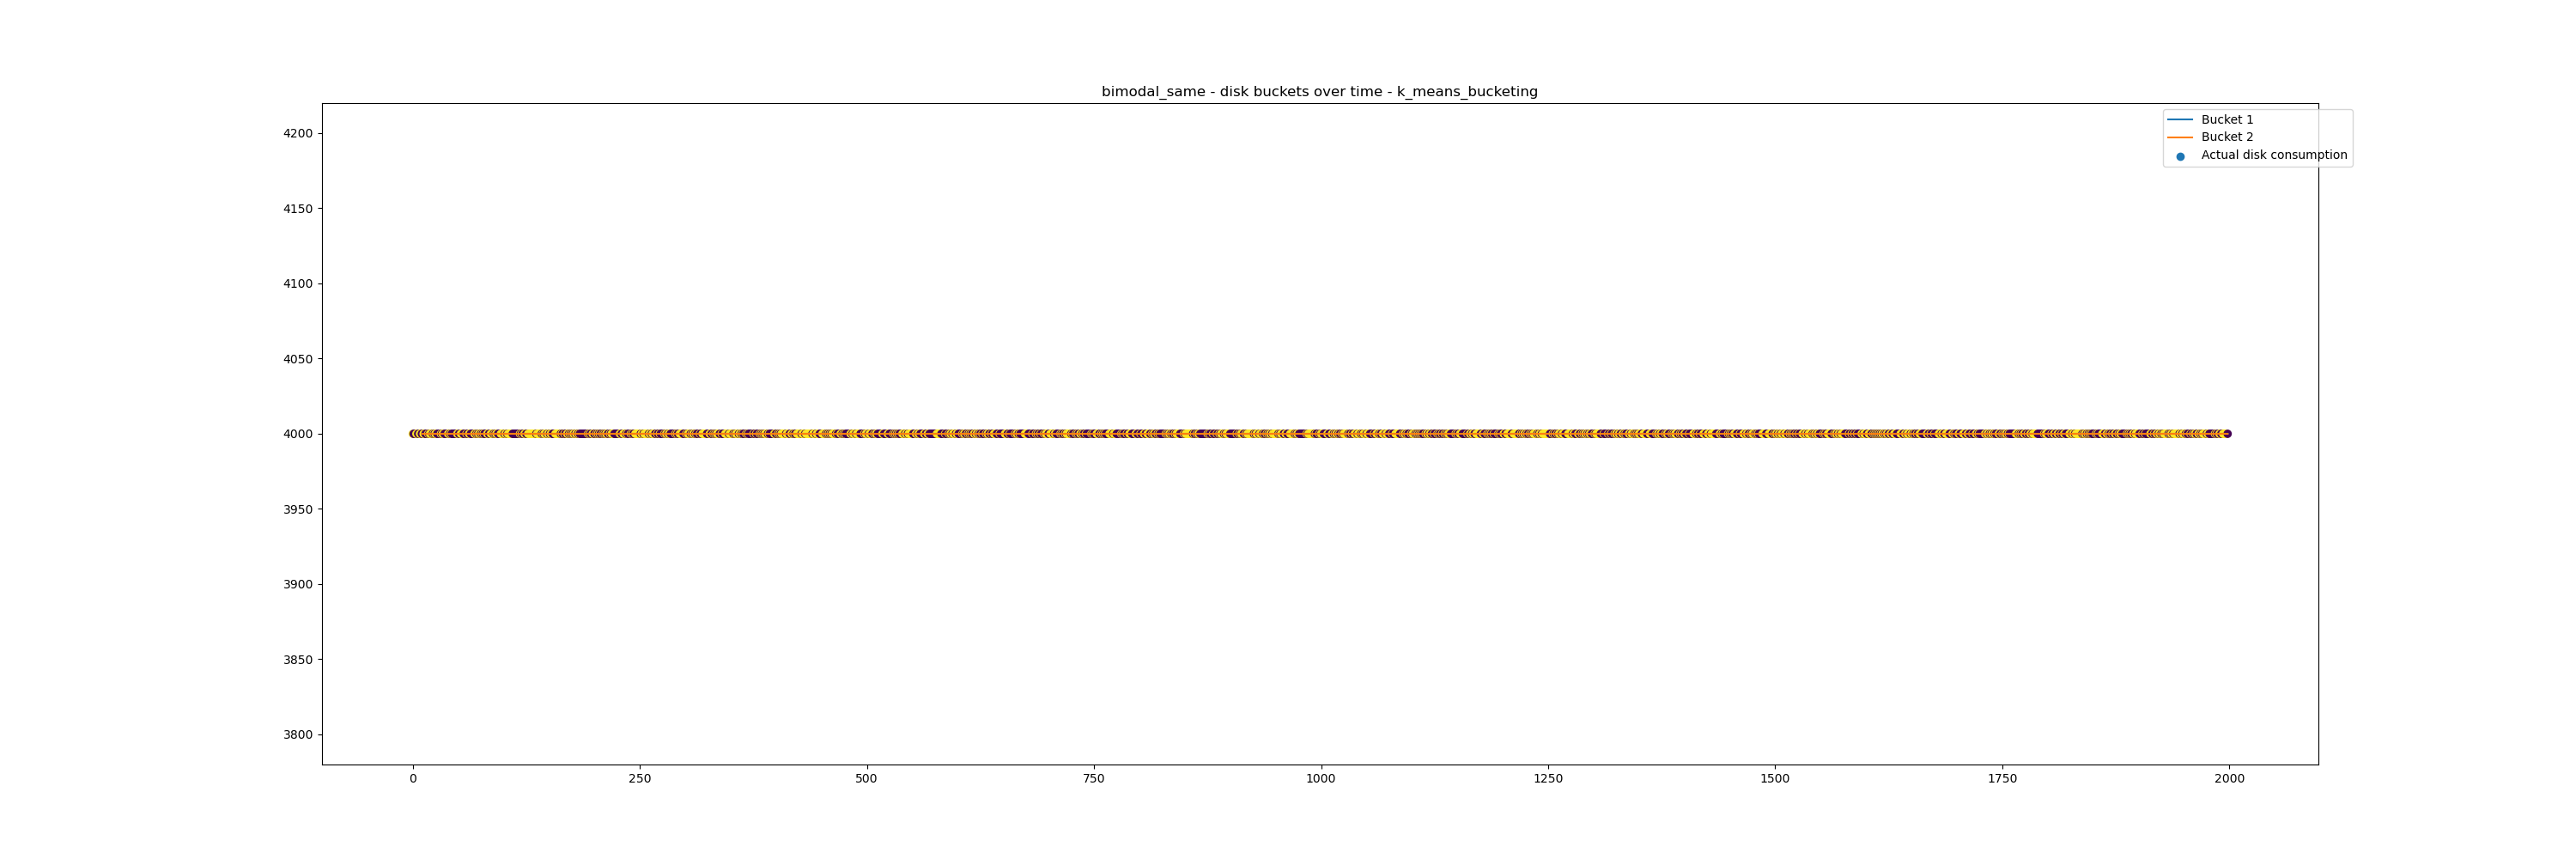 bimodal_same - disk buckets over time - k_means_bucketing
Bucket 1
Bucket 2
Actual disk consumption
4200
4150
4100
4050
4000
3950
3900
3850
3800
0 250 500 750 1000 1250 1500 1750 2000